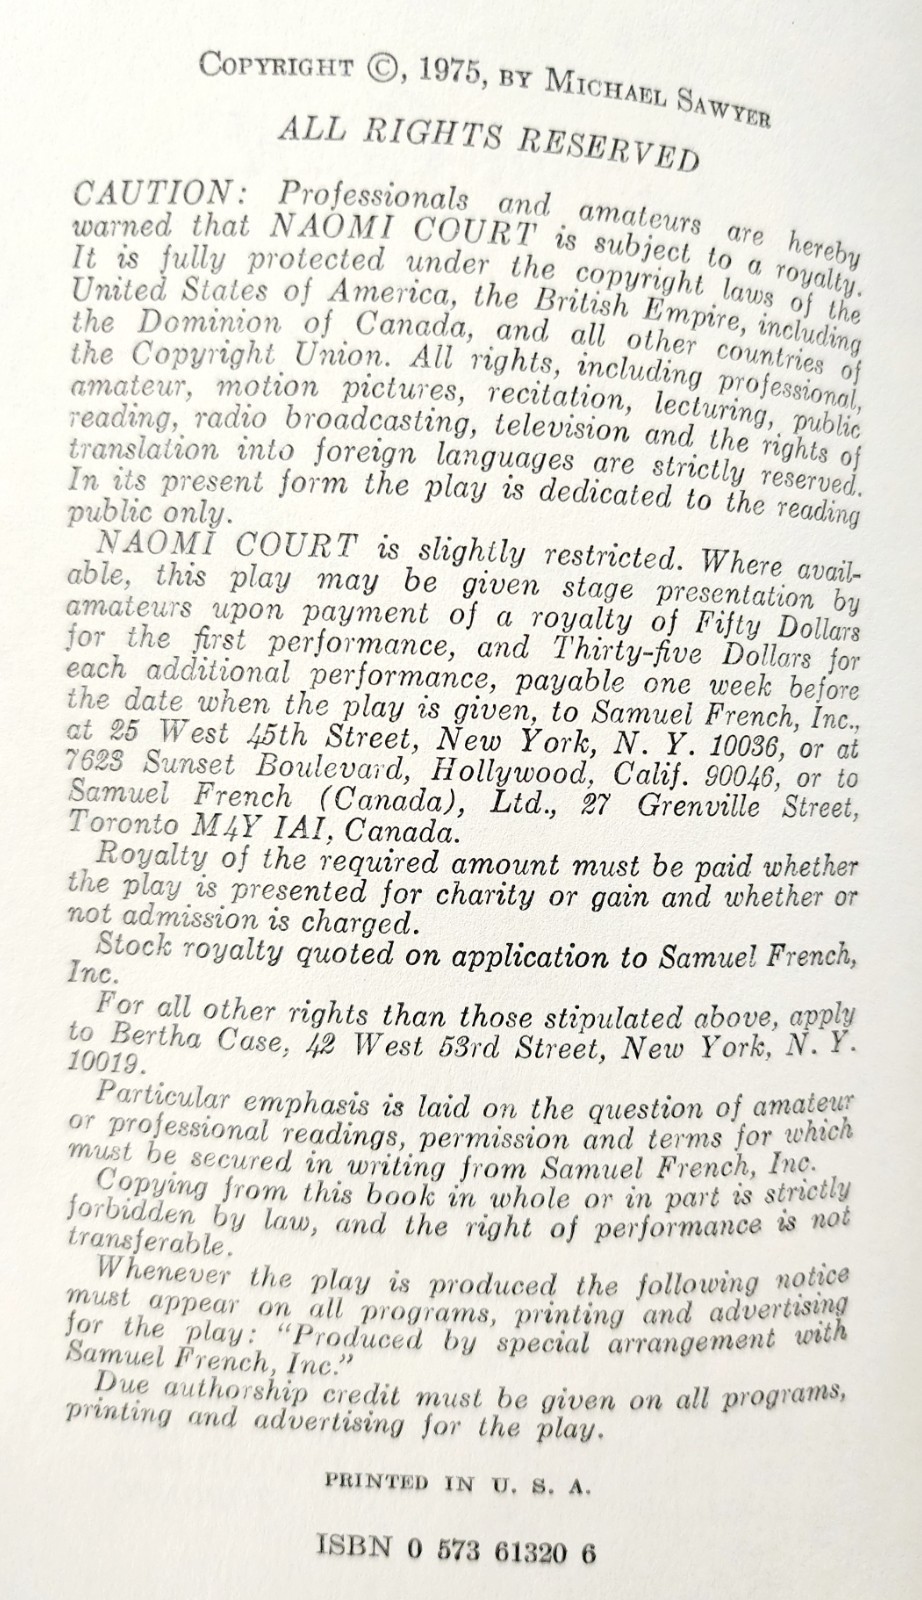 COPYRIGHT ©, 1975, BY MICHAEL SAWYER
ALL RIGHTS RESERVED
CAUTION: Professionals and amateurs are hereby
warned that NAOMI COURT is subject to a royalty.
It is fully protected under the copyright laws of the
United States of America, the British Empire, including
the Dominion of Canada, and all other countries of
the Copyright Union. All rights, including professional,
amateur, motion pictures, recitation, lecturing, public
reading, radio broadcasting, television and the rights of
translation into foreign languages are strictly reserved.
In its present form the play is dedicated to the reading
public only.
NAOMI COURT is slightly restricted. Where avail-
able, this play may be given stage presentation by
amateurs upon payment of a royalty of Fifty Dollars
for the first performance, and Thirty-five Dollars for
each additional performance, payable one week before
the date when the play is given, to Samuel French, Inc.,
at 25 West 45th Street, New York, N. Y. 10036, or at
7623 Sunset Boulevard, Hollywood, Calif. 90046, or to
Samuel French (Canada), Ltd., 27 Grenville Street,
Toronto M4Y IAI, Canada.
Royalty of the required amount must be paid whether
the play is presented for charity or gain and whether or
not admission is charged.
Stock royalty quoted on application to Samuel French,
Inc.
For all other rights than those stipulated above, apply
to Bertha Case, 42 West 53rd Street, New York, N. Y.
10019.
Particular emphasis is laid on the question of amateur
or professional readings, permission and terms for which
must be secured in writing from Samuel French, Inc.
Copying from this book in whole or in part is strictly
forbidden by law, and the right of performance is not
transferable.
Whenever the play is produced the following notice
must appear on all programs, printing and advertising
for the play: “Produced by special arrangement with
Samuel French, Inc.”
Due authorship credit must be given on all programs,
printing and advertising for the play.
PRINTED IN U. S. A.
ISBN 0 573 61320 6